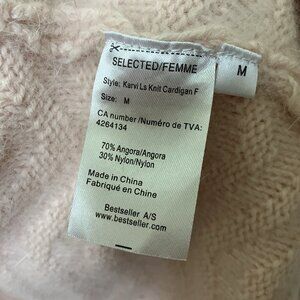 SELECTED/FEMME
M
Style: Karvi Ls Knit Cardigan F
Size: M
CA number/Numéro de TVA:
4264134
70% Angora/Angora
30% Nylon/Nylon
Made in China
Fabriqué en Chine
Bestseller A/S
www.bestseller.com